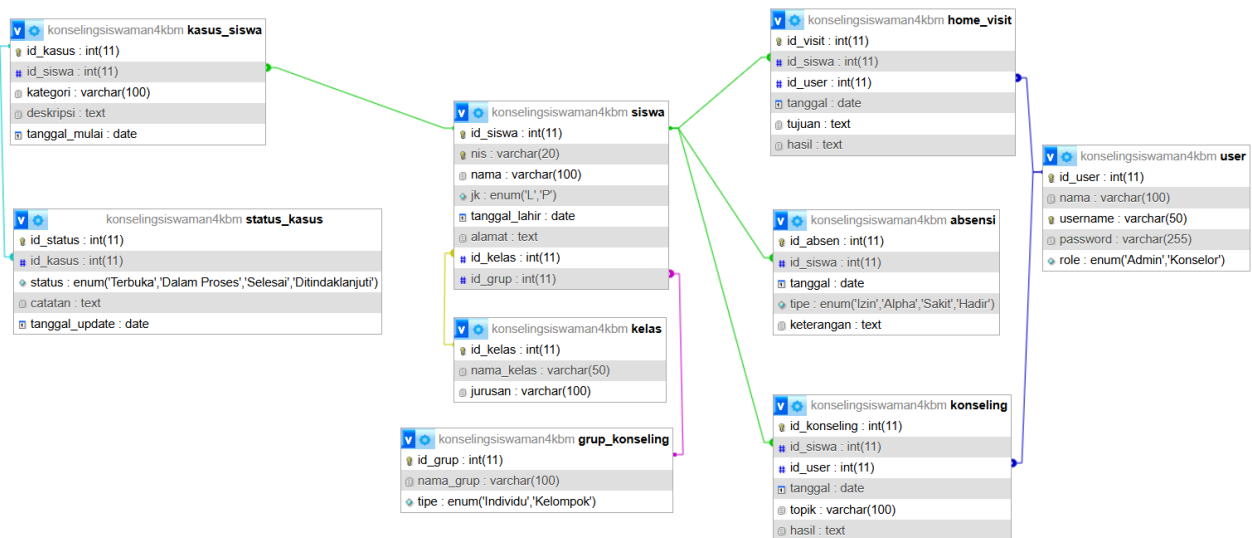 konselingsiswaman4kbm kasus_siswa
id_kasus : int(11)
id_siswa : int(11)
kategori : varchar(100)
deskripsi : text
tanggal_mulai : date
konselingsiswaman4kbm status_kasus
id_status : int(11)
id_kasus : int(11)
status : enum('Terbuka','Dalam Proses','Selesai','Ditindaklanjuti')
catatan : text
tanggal_update : date
konselingsiswaman4kbm siswa
id_siswa : int(11)
nis : varchar(20)
nama : varchar(100)
jk : enum('L','P')
tanggal_lahir : date
alamat : text
id_kelas : int(11)
id_grup : int(11)
konselingsiswaman4kbm kelas
id_kelas : int(11)
nama_kelas : varchar(50)
jurusan : varchar(100)
konselingsiswaman4kbm grup_konseling
id_grup : int(11)
nama_grup : varchar(100)
tipe : enum('Individu','Kelompok')
konselingsiswaman4kbm home_visit
id_visit : int(11)
id_siswa : int(11)
id_user : int(11)
tanggal : date
tujuan : text
hasil : text
konselingsiswaman4kbm absensi
id_absen : int(11)
id_siswa : int(11)
tanggal : date
tipe : enum('Izin','Alpha','Sakit','Hadir')
keterangan : text
konselingsiswaman4kbm konseling
id_konseling : int(11)
id_siswa : int(11)
id_user : int(11)
tanggal : date
topik : varchar(100)
hasil : text
konselingsiswaman4kbm user
id_user : int(11)
nama : varchar(100)
username : varchar(50)
password : varchar(255)
role : enum('Admin','Konselor')